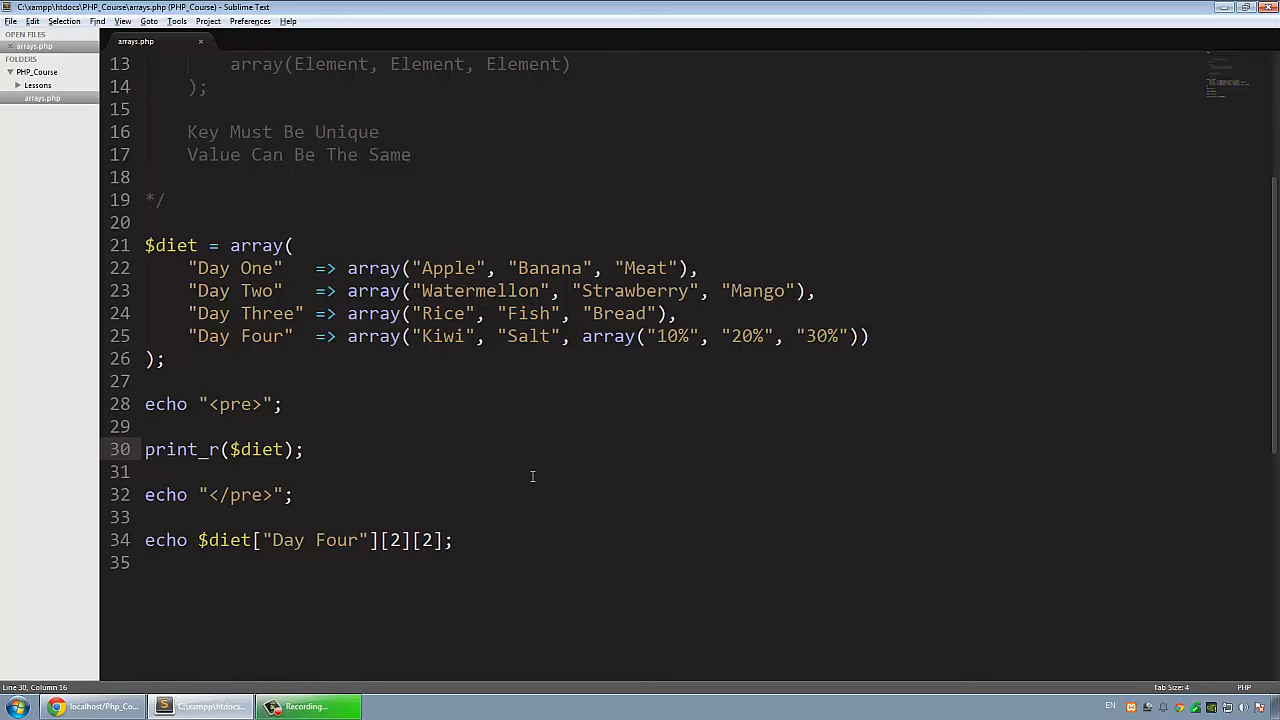 C:\xampp\htdocs\PHP_Course\arrays.php (PHP_Course) - Sublime Text
File Edit Selection Find View Goto Tools Project Preferences Help
OPEN FILES
× arrays.php
FOLDERS
PHP_Course
Lessons
arrays.php
arrays.php ×
13 array(Element, Element, Element)
14 );
15
16 Key Must Be Unique
17 Value Can Be The Same
18
19 */
20
21 $diet = array(
22 "Day One" => array("Apple", "Banana", "Meat"),
23 "Day Two" => array("Watermellon", "Strawberry", "Mango"),
24 "Day Three" => array("Rice", "Fish", "Bread"),
25 "Day Four" => array("Kiwi", "Salt", array("10%", "20%", "30%"))
26 );
27
28 echo "<pre>";
29
30 print_r($diet);
31
32 echo "</pre>";
33
34 echo $diet["Day Four"][2][2];
35
Line 30, Column 16 Tab Size: 4 PHP
localhost/Php_Co... C:\xampp\htdocs... Recording... EN